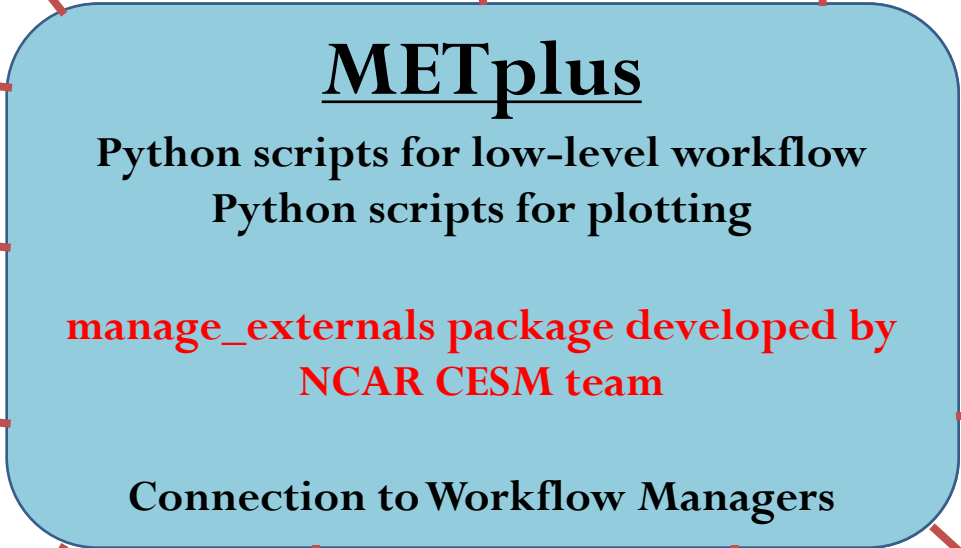 METplus
Python scripts for low-level workflow
Python scripts for plotting
manage_externals package developed by
NCAR CESM team
Connection to Workflow Managers